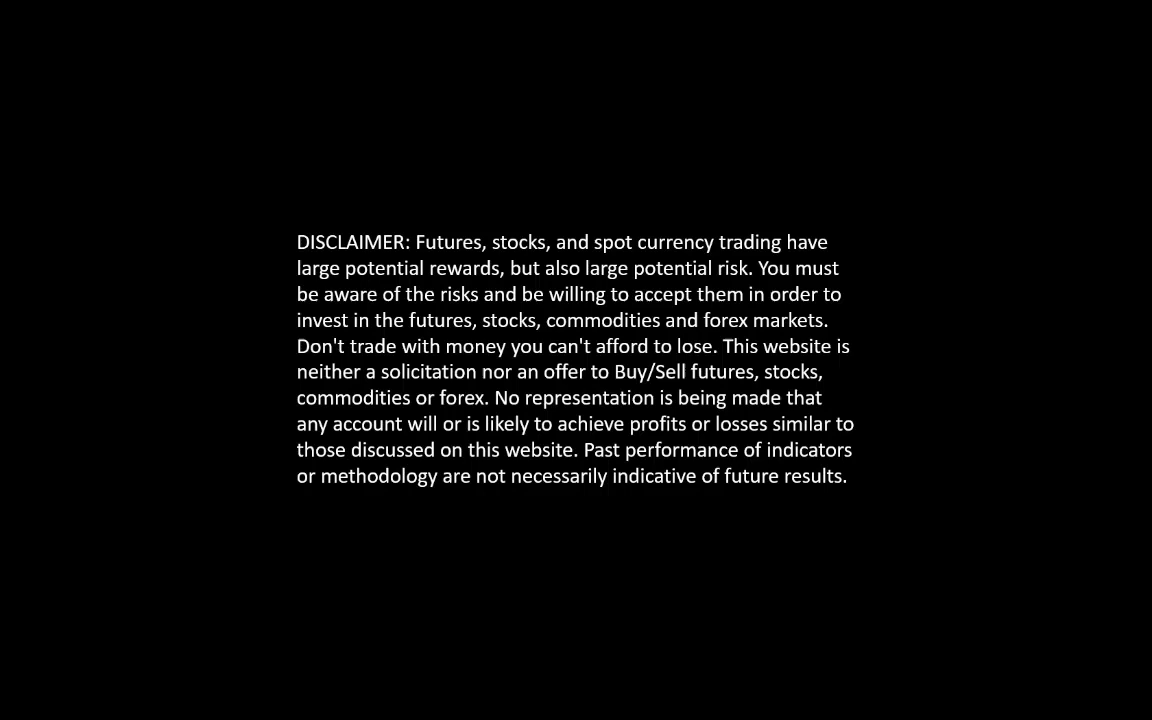 DISCLAIMER: Futures, stocks, and spot currency trading have
large potential rewards, but also large potential risk. You must
be aware of the risks and be willing to accept them in order to
invest in the futures, stocks, commodities and forex markets.
Don't trade with money you can't afford to lose. This website is
neither a solicitation nor an offer to Buy/Sell futures, stocks,
commodities or forex. No representation is being made that
any account will or is likely to achieve profits or losses similar to
those discussed on this website. Past performance of indicators
or methodology are not necessarily indicative of future results.